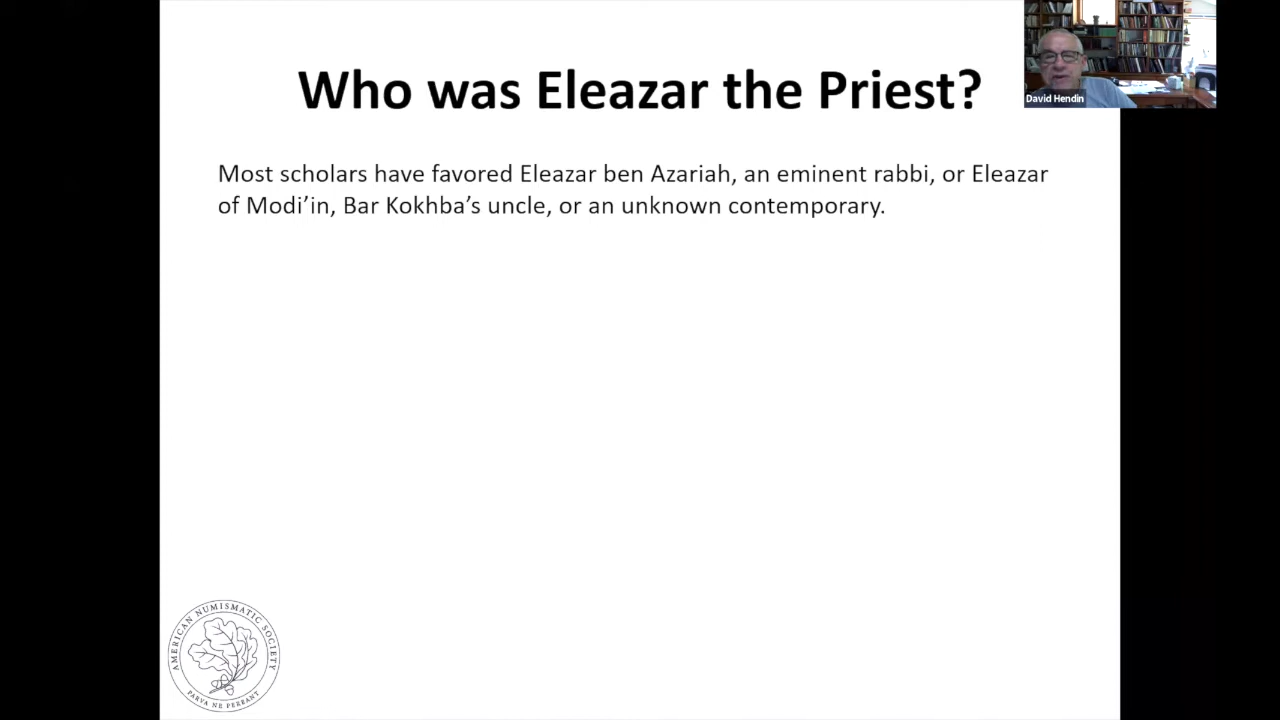 Who was Eleazar the Priest?
David Hendin
Most scholars have favored Eleazar ben Azariah, an eminent rabbi, or Eleazar
of Modi’in, Bar Kokhba’s uncle, or an unknown contemporary.
AMERICAN NUMISMATIC SOCIETY
PARVA NE PEREANT